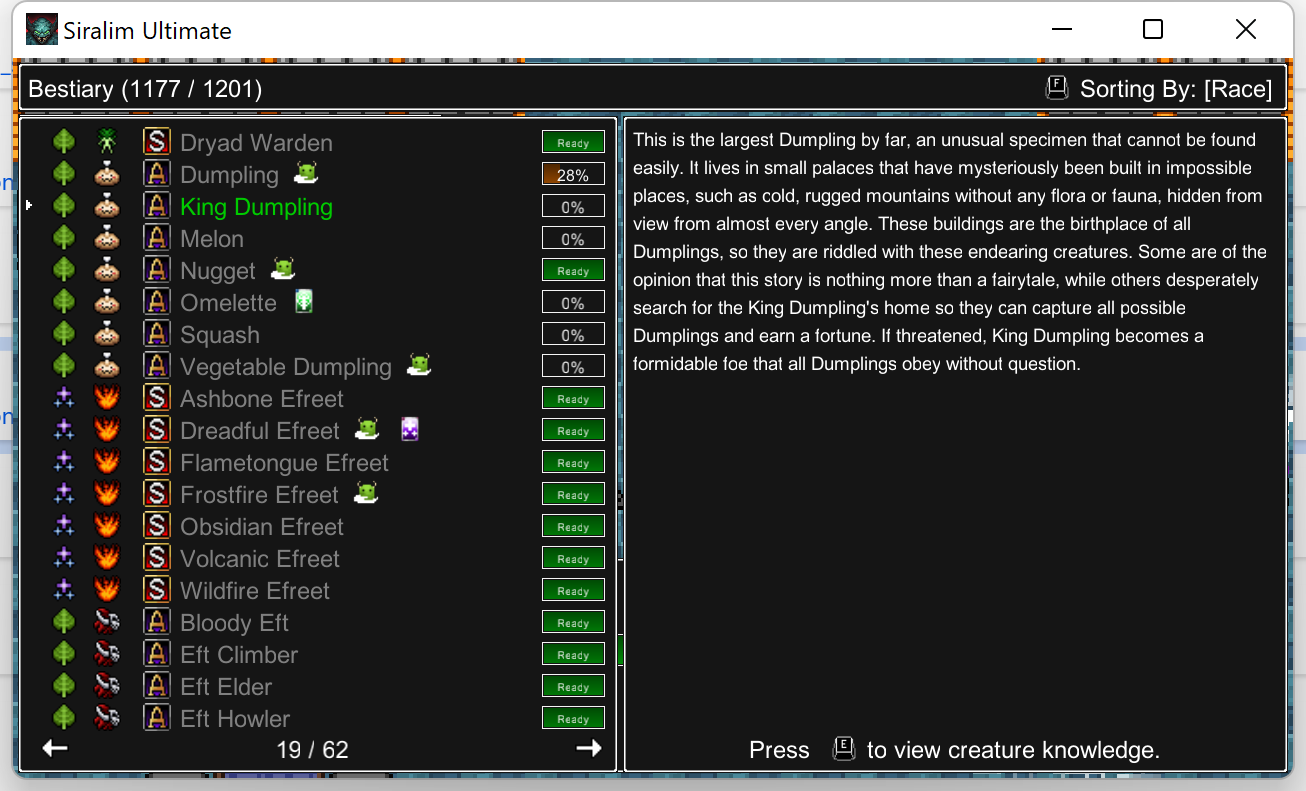 Siralim Ultimate
Bestiary (1177 / 1201)
F Sorting By: [Race]
S Dryad Warden Ready
A Dumpling 28%
A King Dumpling 0%
A Melon 0%
A Nugget Ready
A Omelette 0%
A Squash 0%
A Vegetable Dumpling 0%
S Ashbone Efreet Ready
S Dreadful Efreet Ready
S Flametongue Efreet Ready
S Frostfire Efreet Ready
S Obsidian Efreet Ready
S Volcanic Efreet Ready
S Wildfire Efreet Ready
A Bloody Eft Ready
A Eft Climber Ready
A Eft Elder Ready
A Eft Howler Ready
19 / 62
This is the largest Dumpling by far, an unusual specimen that cannot be found
easily. It lives in small palaces that have mysteriously been built in impossible
places, such as cold, rugged mountains without any flora or fauna, hidden from
view from almost every angle. These buildings are the birthplace of all
Dumplings, so they are riddled with these endearing creatures. Some are of the
opinion that this story is nothing more than a fairytale, while others desperately
search for the King Dumpling's home so they can capture all possible
Dumplings and earn a fortune. If threatened, King Dumpling becomes a
formidable foe that all Dumplings obey without question.
Press E to view creature knowledge.